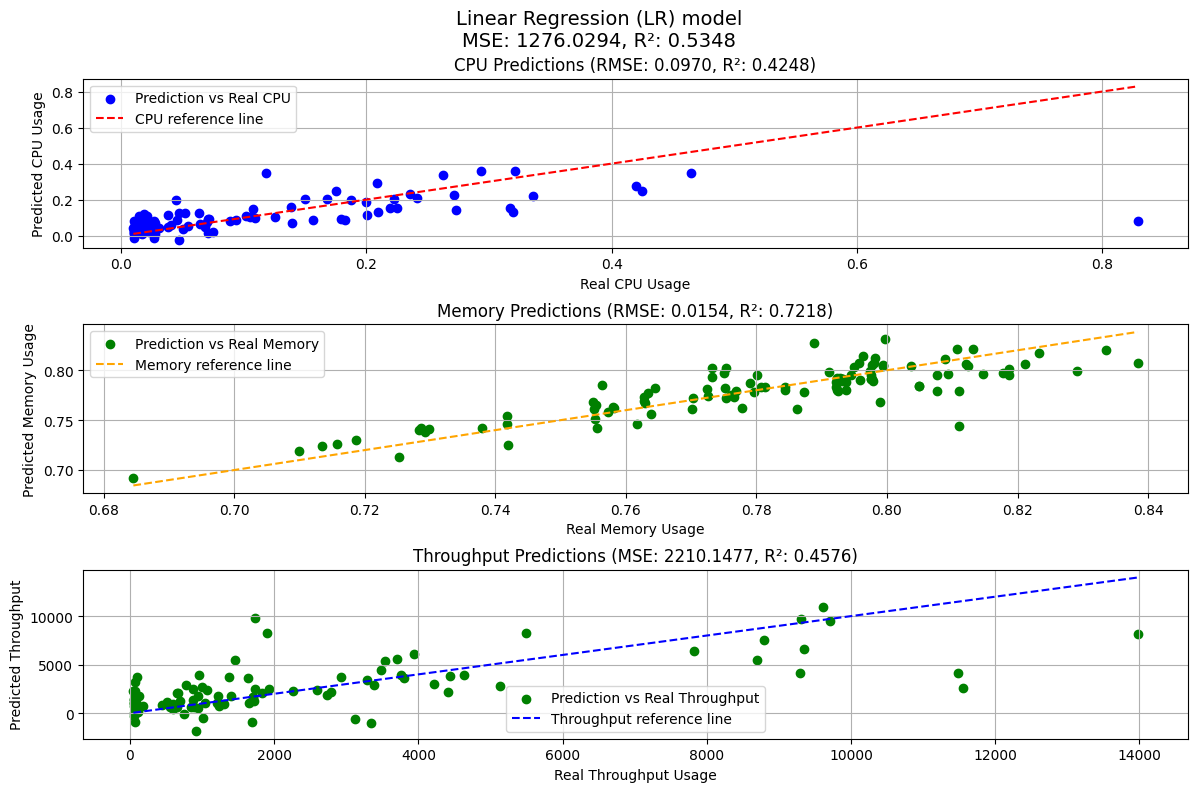 Linear Regression (LR) model
MSE: 1276.0294, R²: 0.5348
CPU Predictions (RMSE: 0.0970, R²: 0.4248)
Predicted CPU Usage
0.8
0.6
0.4
0.2
0.0
Prediction vs Real CPU
CPU reference line
0.0 0.2 0.4 0.6 0.8
Real CPU Usage
Memory Predictions (RMSE: 0.0154, R²: 0.7218)
Predicted Memory Usage
0.80
0.75
0.70
Prediction vs Real Memory
Memory reference line
0.68 0.70 0.72 0.74 0.76 0.78 0.80 0.82 0.84
Real Memory Usage
Throughput Predictions (MSE: 2210.1477, R²: 0.4576)
Predicted Throughput
10000
5000
0
Prediction vs Real Throughput
Throughput reference line
0 2000 4000 6000 8000 10000 12000 14000
Real Throughput Usage